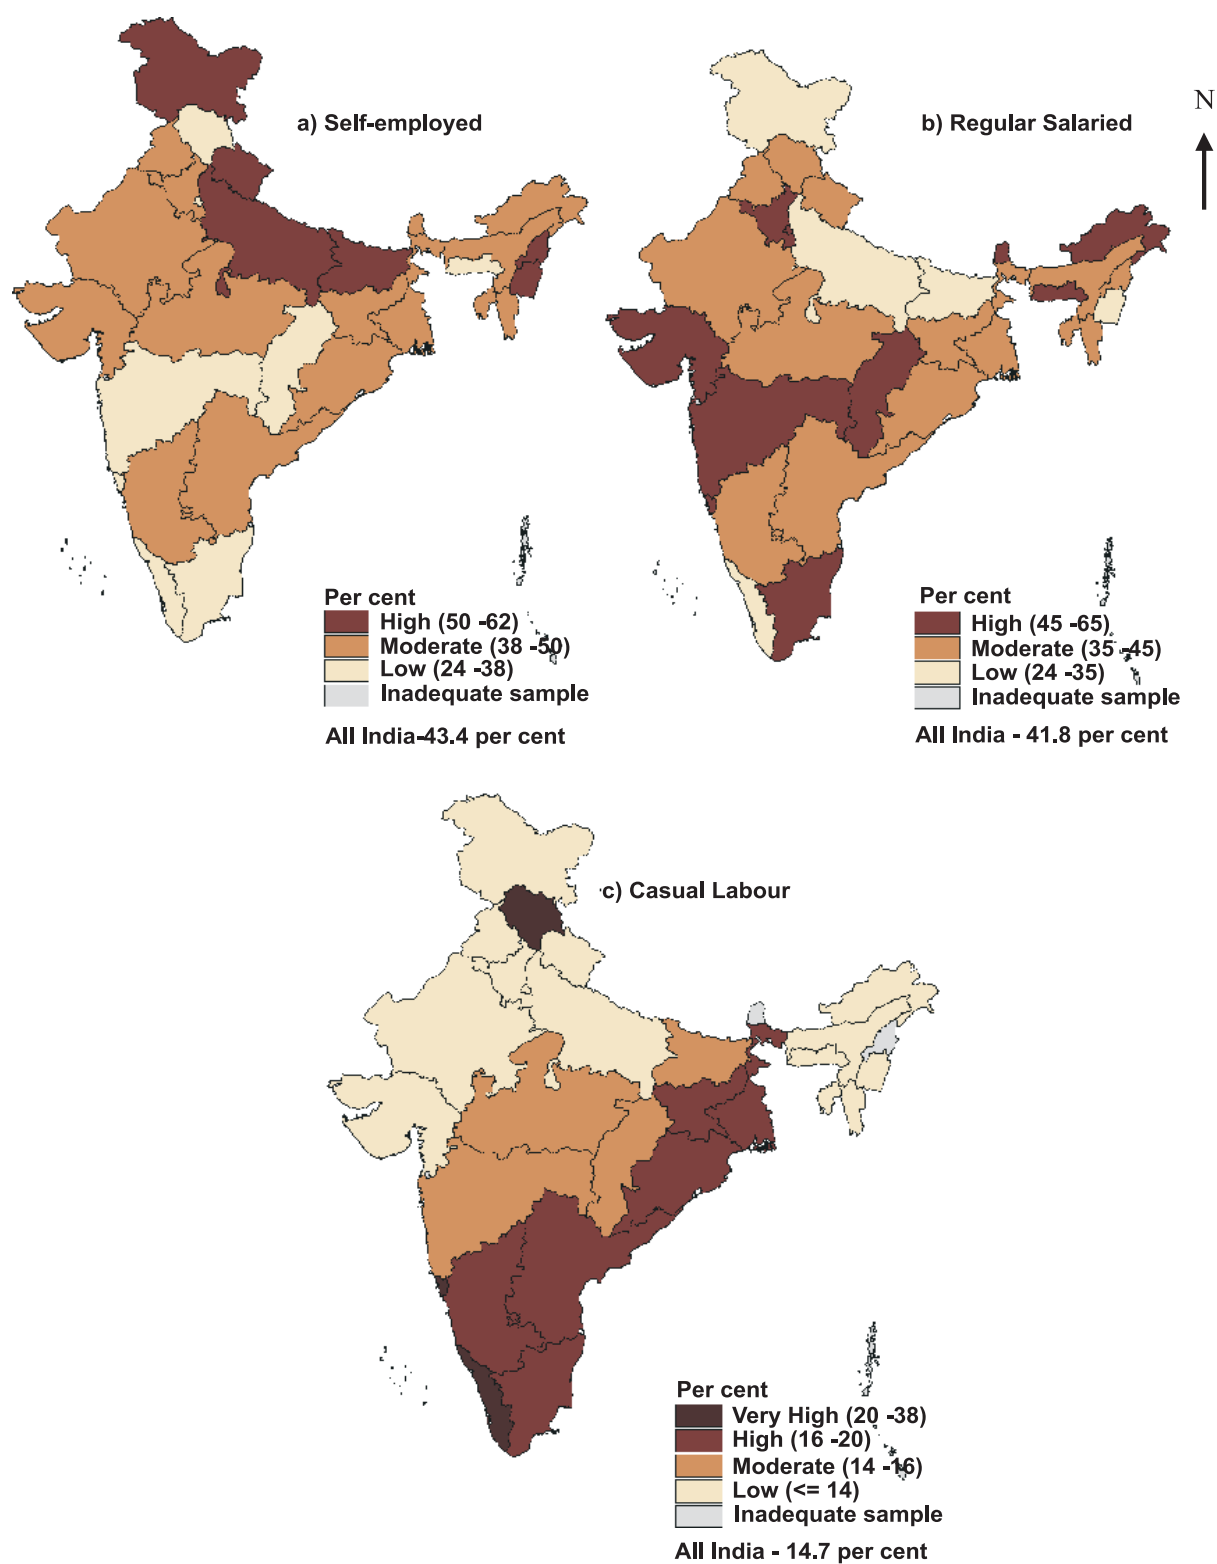 N
a) Self-employed
b) Regular Salaried
Per cent
High (50 -62)
Moderate (38 -50)
Low (24 -38)
Inadequate sample
All India-43.4 per cent
Per cent
High (45 -65)
Moderate (35 -45)
Low (24 -35)
Inadequate sample
All India - 41.8 per cent
c) Casual Labour
Per cent
Very High (20 -38)
High (16 -20)
Moderate (14 -16)
Low (<= 14)
Inadequate sample
All India - 14.7 per cent